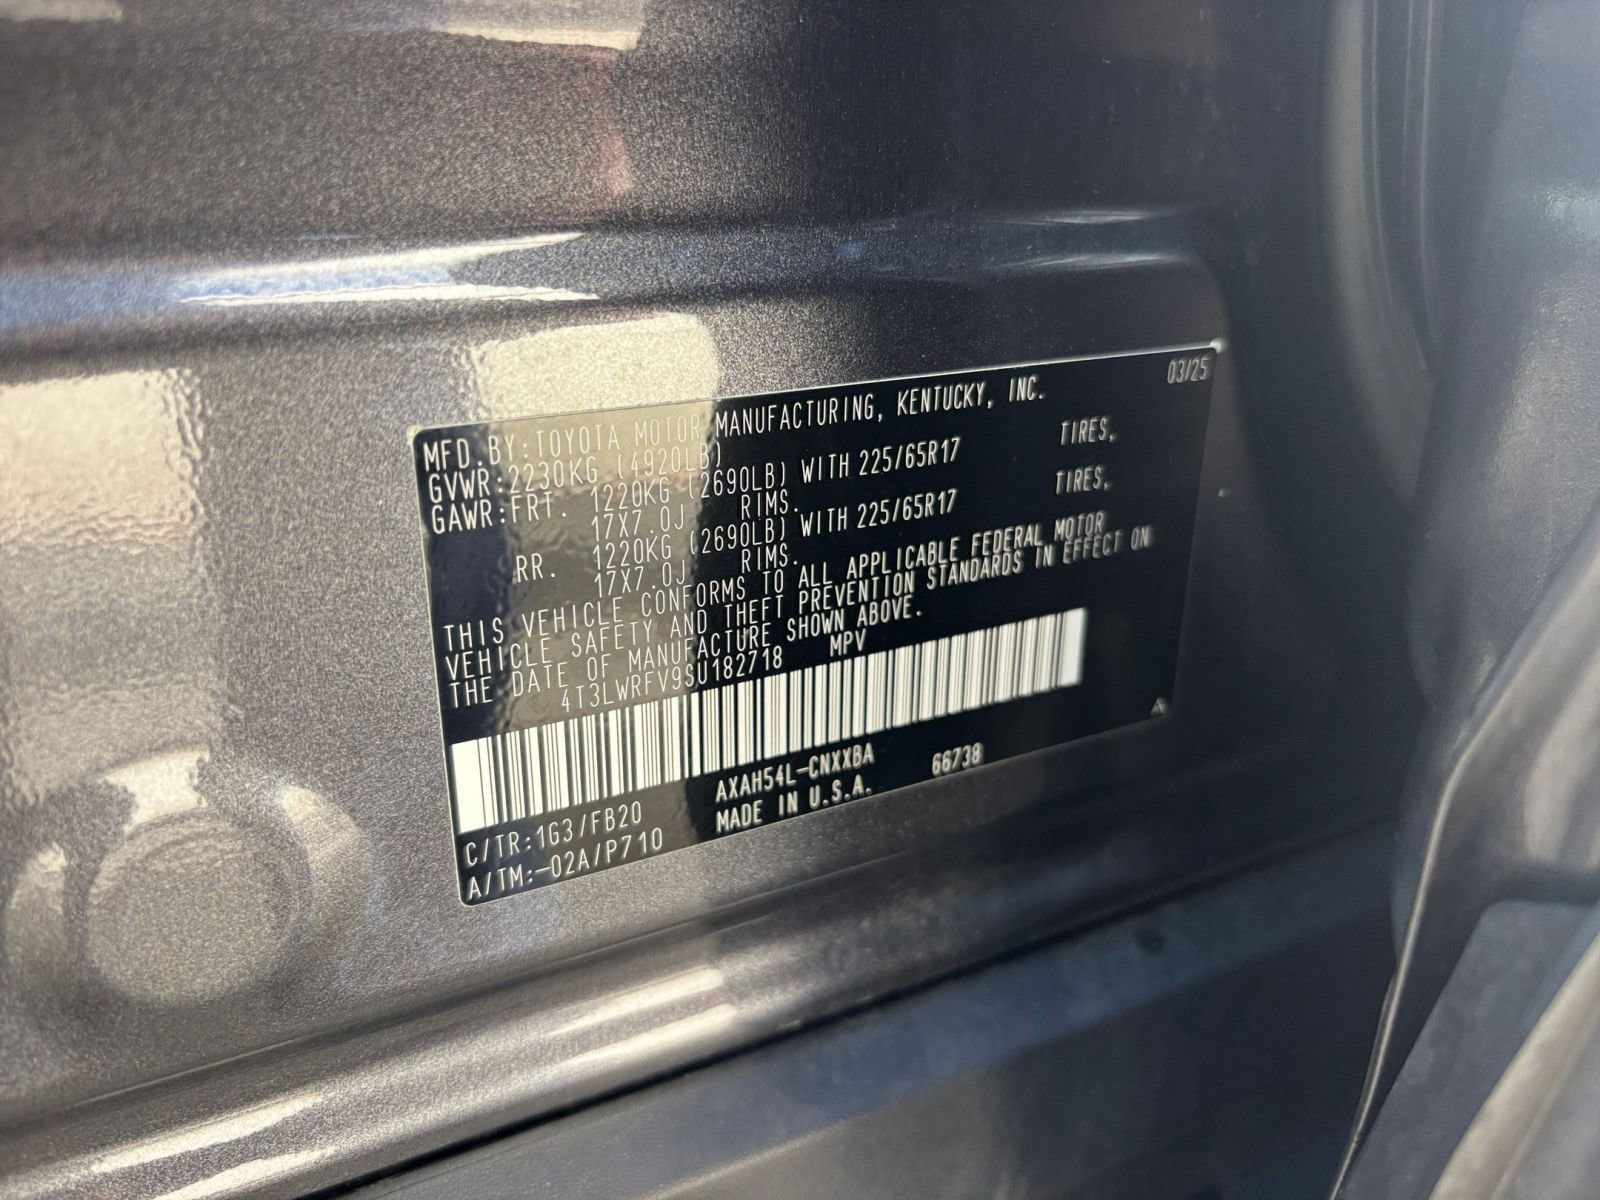 03/25
MFD.BY:TOYOTA MOTOR MANUFACTURING, KENTUCKY, INC.
GVWR:2230KG (4920LB)
GAWR:FRT. 1220KG (2690LB) WITH 225/65R17 TIRES,
17X7.0J RIMS.
RR. 1220KG (2690LB) WITH 225/65R17 TIRES,
17X7.0J RIMS.
THIS VEHICLE CONFORMS TO ALL APPLICABLE FEDERAL MOTOR
VEHICLE SAFETY AND THEFT PREVENTION STANDARDS IN EFFECT ON
THE DATE OF MANUFACTURE SHOWN ABOVE.
4T3LWRFV9SU182718 MPV
C/TR:1G3/FB20 AXAH54L-CNXXBA 66738
A/TM:-02A/P710 MADE IN U.S.A.